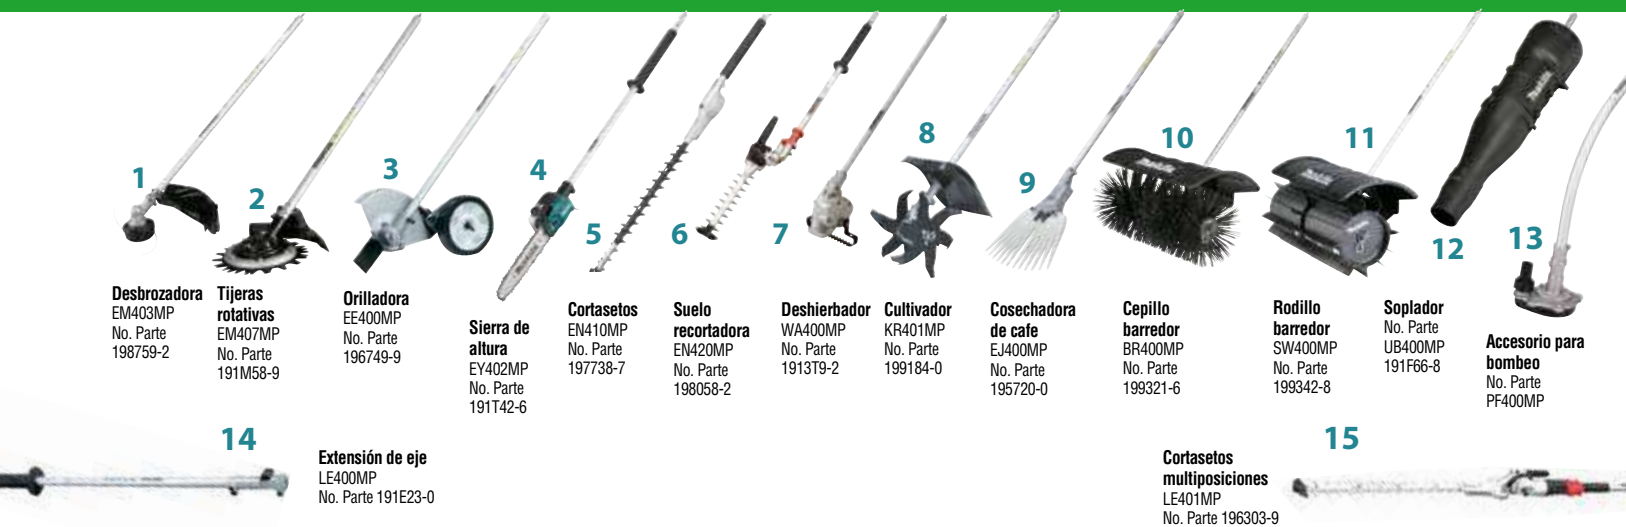 1
2
3
4
5
6
7
8
9
10
11
12
13
Desbrozadora
EM403MP
No. Parte
198759-2
Tijeras
rotativas
EM407MP
No. Parte
191M58-9
Orilladora
EE400MP
No. Parte
196749-9
Sierra de
altura
EY402MP
No. Parte
191T42-6
Cortasetos
EN410MP
No. Parte
197738-7
Suelo
recortadora
EN420MP
No. Parte
198058-2
Deshierbador
WA400MP
No. Parte
1913T9-2
Cultivador
KR401MP
No. Parte
199184-0
Cosechadora
de cafe
EJ400MP
No. Parte
195720-0
Cepillo
barredor
BR400MP
No. Parte
199321-6
Rodillo
barredor
SW400MP
No. Parte
199342-8
Soplador
No. Parte
UB400MP
191F66-8
Accesorio para
bombeo
No. Parte
PF400MP
14
Extensión de eje
LE400MP
No. Parte 191E23-0
15
Cortasetos
multiposiciones
LE401MP
No. Parte 196303-9